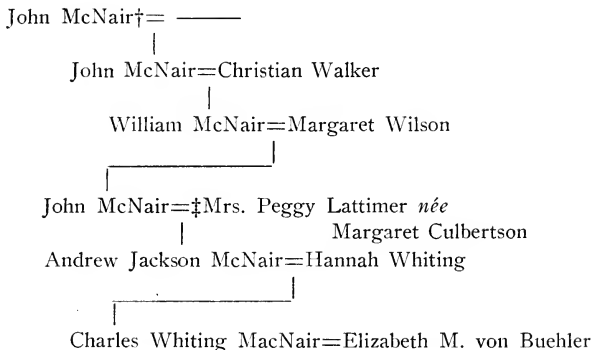 John McNair†= ———
John McNair=Christian Walker
William McNair=Margaret Wilson
John McNair=‡Mrs. Peggy Lattimer née
Margaret Culbertson
Andrew Jackson McNair=Hannah Whiting
Charles Whiting MacNair=Elizabeth M. von Buehler